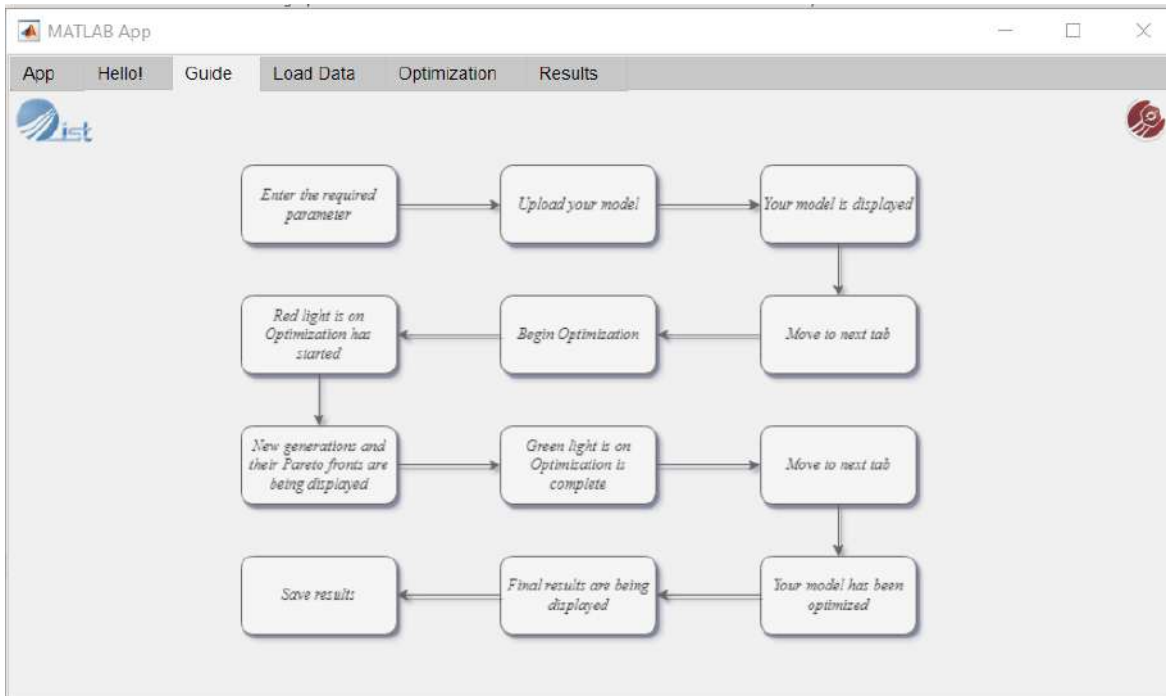 MATLAB App
App Hello! Guide Load Data Optimization Results
ist
Enter the required
parameter
Upload your model
Your model is displayed
Red light is on
Optimization has
started
Begin Optimization
Move to next tab
New generations and
their Pareto fronts are
being displayed
Green light is on
Optimization is
complete
Move to next tab
Save results
Final results are being
displayed
Your model has been
optimized